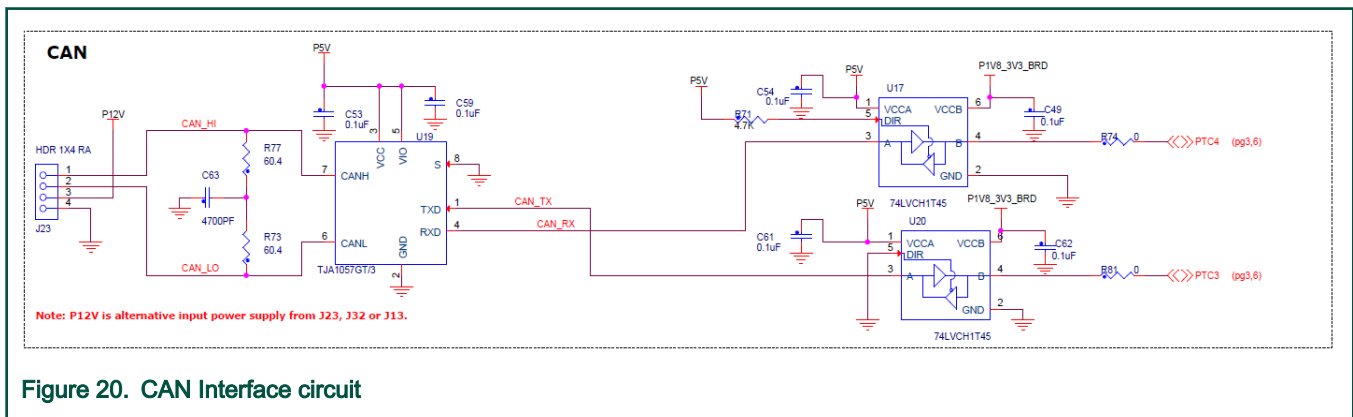 CAN
P5V
C53
0.1uF
C59
0.1uF
U19
3
5
VCC
VIO
S
8
P12V
CAN_HI
HDR 1X4 RA
1
2
3
4
J23
R77
60.4
C63
4700PF
R73
60.4
CAN_LO
7
CANH
6
CANL
TXD
1
CAN_TX
RXD
4
CAN_RX
GND
2
TJA1057GT/3
P5V
R71
4.7K
C54
0.1uF
P5V
U17
P1V8_3V3_BRD
1
VCCA
VCCB
6
5
DIR
3
A
B
4
GND
2
C49
0.1uF
R74
0
PTC4
(pg3,6)
74LVCH1T45
P5V
U20
P1V8_3V3_BRD
C61
0.1uF
1
VCCA
VCCB
6
5
DIR
3
A
B
4
GND
2
C62
0.1uF
R81
0
PTC3
(pg3,6)
74LVCH1T45
Note: P12V is alternative input power supply from J23, J32 or J13.
Figure 20. CAN Interface circuit